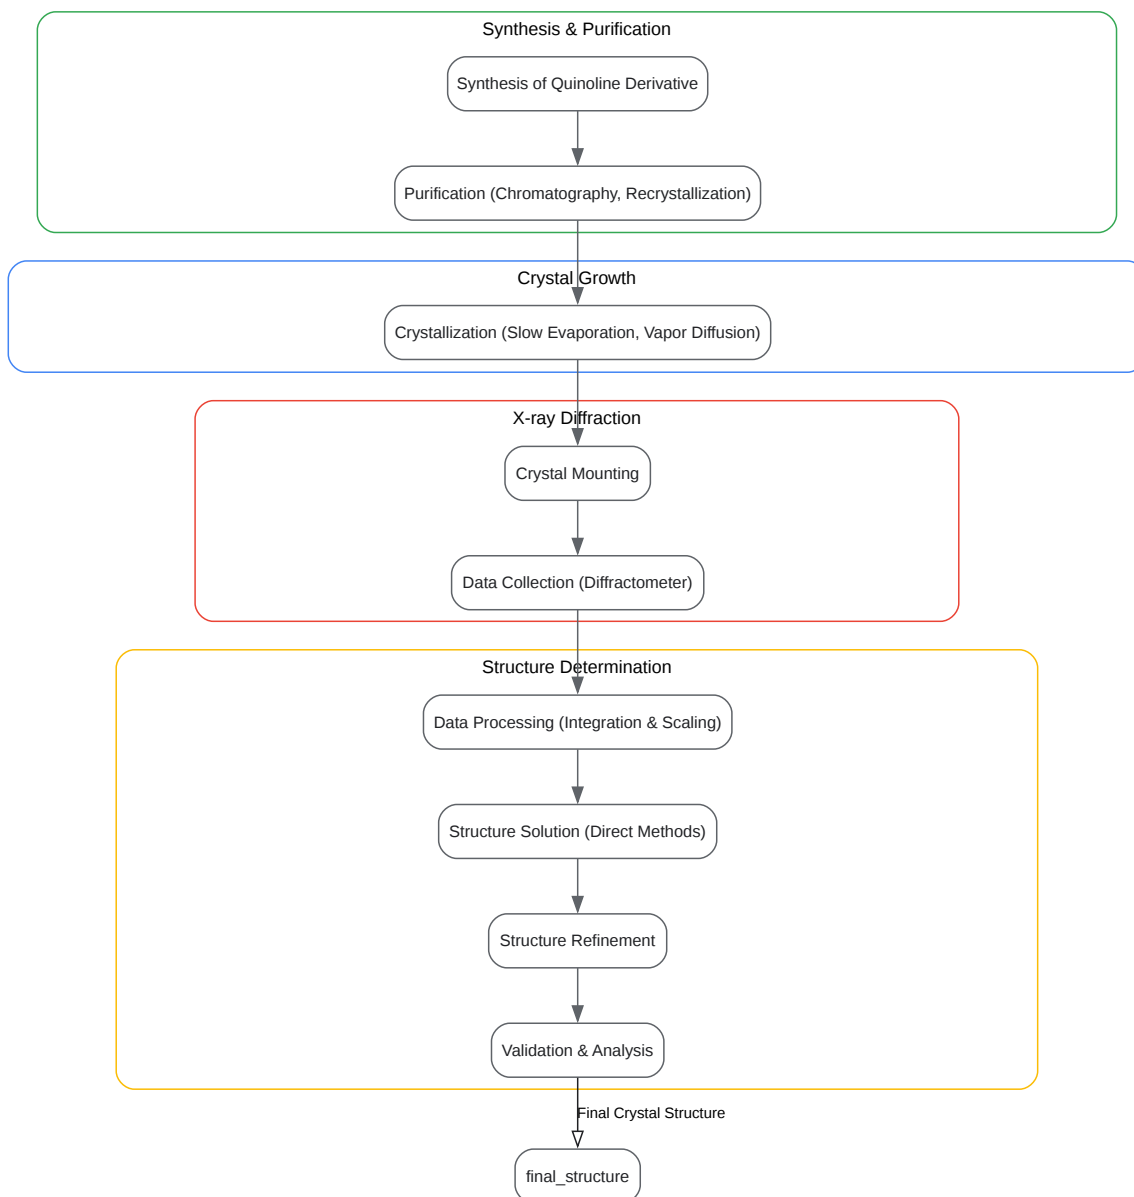 Synthesis & Purification
Synthesis of Quinoline Derivative
Purification (Chromatography, Recrystallization)
Crystal Growth
Crystallization (Slow Evaporation, Vapor Diffusion)
X-ray Diffraction
Crystal Mounting
Data Collection (Diffractometer)
Structure Determination
Data Processing (Integration & Scaling)
Structure Solution (Direct Methods)
Structure Refinement
Validation & Analysis
Final Crystal Structure
final_structure